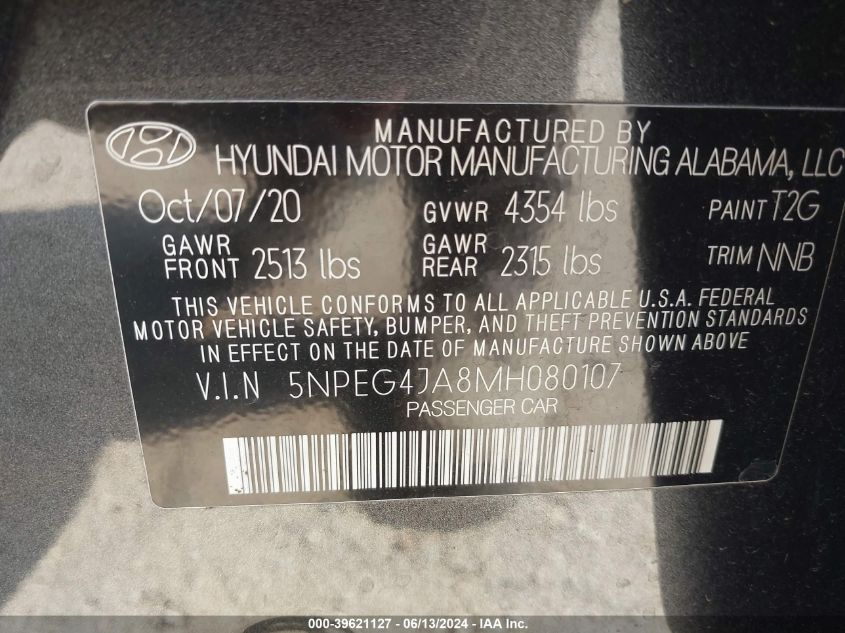 MANUFACTURED BY
HYUNDAI MOTOR MANUFACTURING ALABAMA, LLC
Oct/07/20 GVWR 4354 lbs PAINT T2G
GAWR FRONT 2513 lbs GAWR REAR 2315 lbs TRIM NNB
THIS VEHICLE CONFORMS TO ALL APPLICABLE U.S.A. FEDERAL
MOTOR VEHICLE SAFETY, BUMPER, AND THEFT PREVENTION STANDARDS
IN EFFECT ON THE DATE OF MANUFACTURE SHOWN ABOVE
V.I.N 5NPEG4JA8MH080107
PASSENGER CAR
000-39621127 - 06/13/2024 - IAA Inc.